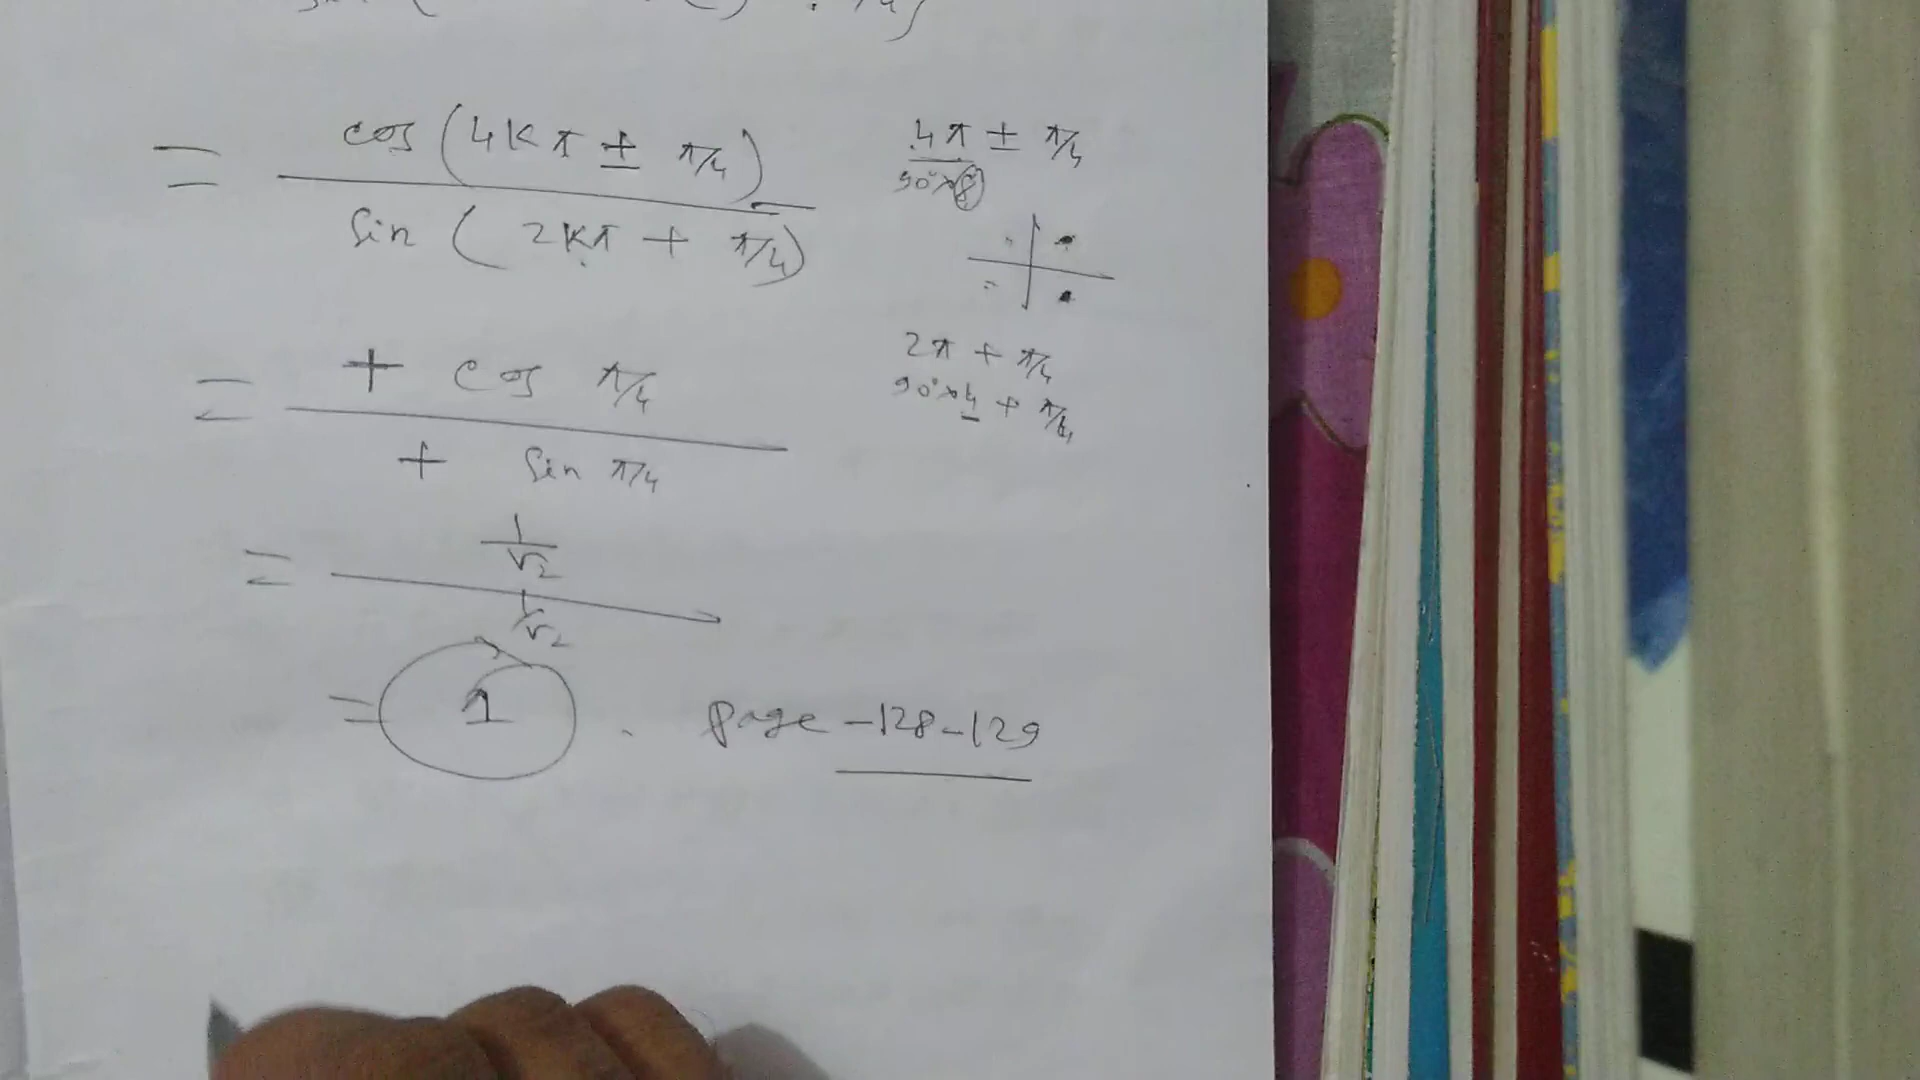 = cos (4Kπ ± π/4)
sin (2Kπ + π/4)
4π ± π/4
90°×8
= + cos π/4
+ sin π/4
2π + π/4
90°×4 + π/4
= 1/√2
1/√2
= 1 .
page -128-129